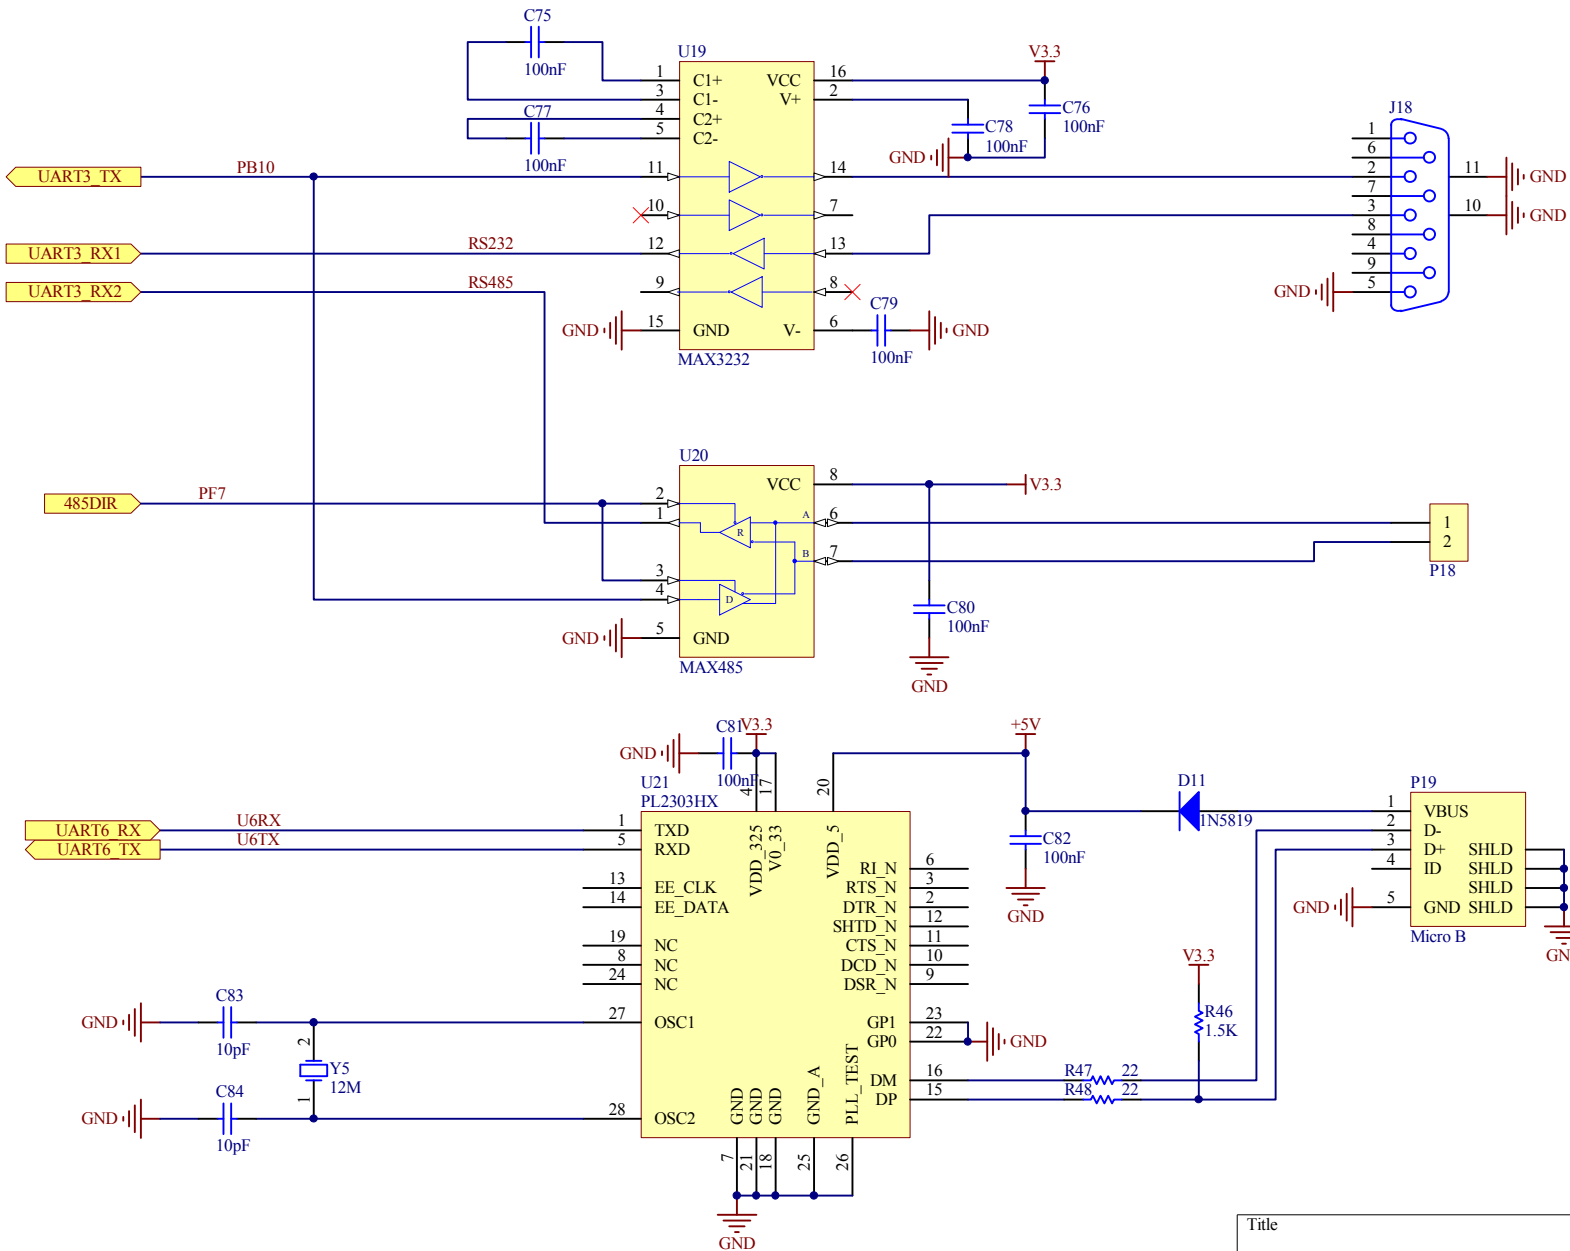 C75
100nF
U19
V3.3
1 C1+ VCC 16
3 C1- V+ 2
4 C2+
5 C2-
C77
100nF
C76
100nF
C78
100nF
GND
J18
1
6
2
7
3
8
4
9
5
11 GND
10 GND
GND
UART3_TX PB10 11 14
10 7
UART3_RX1 RS232 12 13
UART3_RX2 RS485 9 8
C79
100nF
GND 15 GND V- 6 GND
MAX3232
U20
VCC 8 V3.3
485DIR PF7 2
1 R A 6
B 7
3
4 D
GND 5 GND
MAX485
C80
100nF
GND
1
2
P18
C81 V3.3
GND
100nF
4
17
20
+5V
U21
PL2303HX
D11
1N5819
C82
100nF
GND
P19
1 VBUS
2 D-
3 D+ SHLD
4 ID SHLD
SHLD
GND 5 GND SHLD
Micro B
GN
UART6_RX U6RX 1 TXD
UART6_TX U6TX 5 RXD
VDD_325
V0_33
VDD_5
13 EE_CLK
14 EE_DATA
19 NC
8 NC
24 NC
RI_N 6
RTS_N 3
DTR_N 2
SHTD_N 12
CTS_N 11
DCD_N 10
DSR_N 9
V3.3
R46
1.5K
C83
GND 27 OSC1
10pF
2
Y5
12M
1
C84
GND 28 OSC2
10pF
GP1 23
GP0 22 GND
DM 16 R47 22
DP 15 R48 22
GND
GND
GND
GND_A
PLL_TEST
7
21
18
25
26
GND
Title